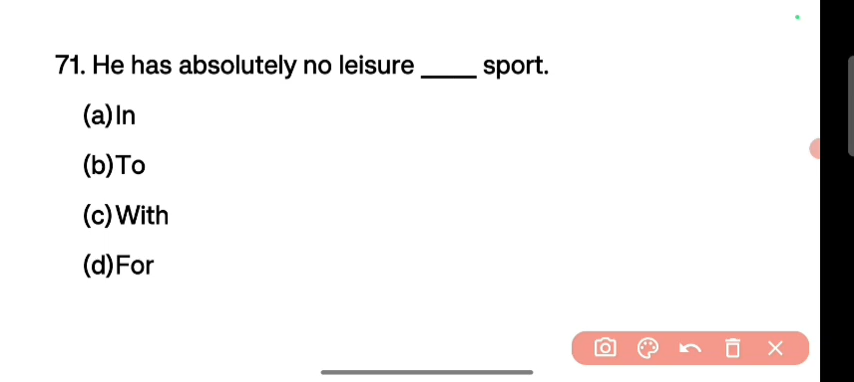 71. He has absolutely no leisure ____ sport.
(a)In
(b)To
(c)With
(d)For